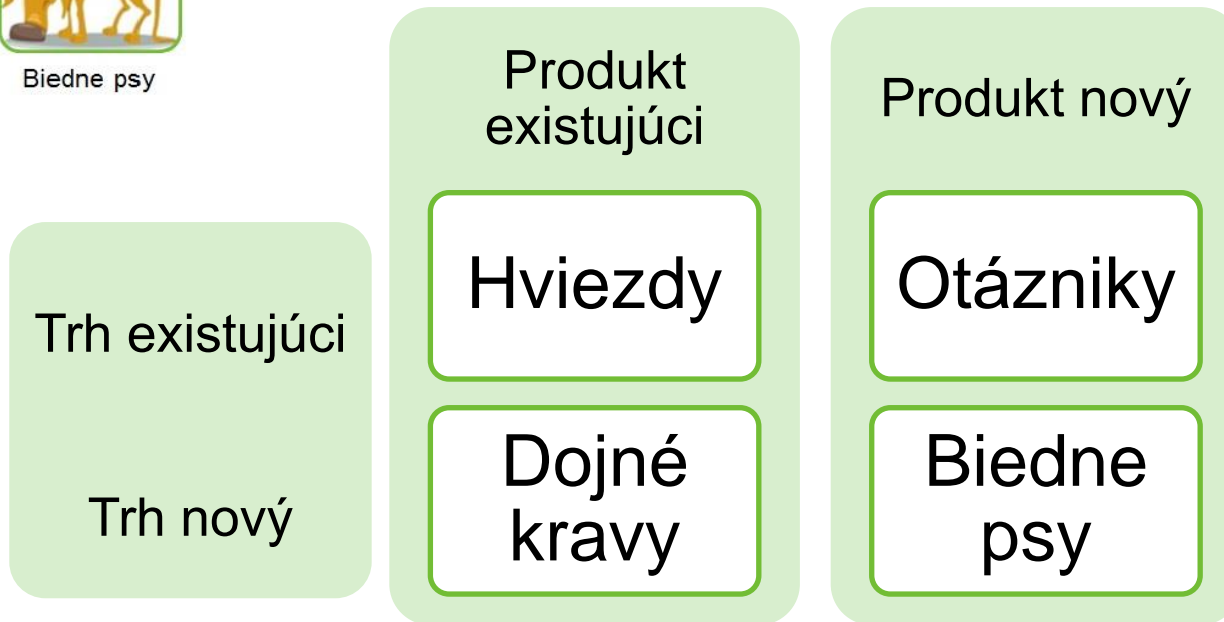 Biedne psy
Produkt
existujúci
Produkt nový
Trh existujúci
Trh nový
Hviezdy
Otázniky
Dojné
kravy
Biedne
psy